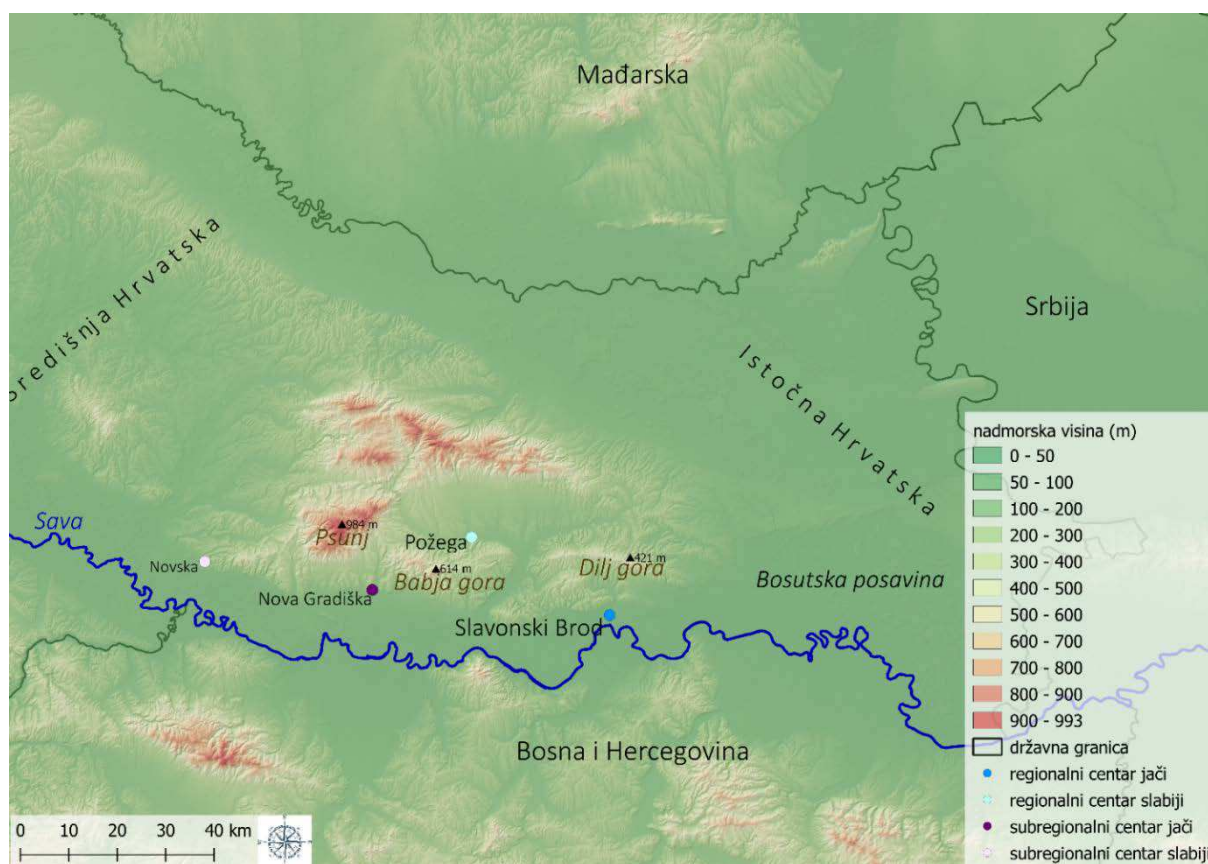 Mađarska
Središnja Hrvatska
Srbija
Istočna Hrvatska
Sava
984 m
Psunj
Požega
Novska
614 m
Babja gora
421 m
Dilj gora
Bosutska posavina
Nova Gradiška
Slavonski Brod
Bosna i Hercegovina
nadmorska visina (m)
0 - 50
50 - 100
100 - 200
200 - 300
300 - 400
400 - 500
500 - 600
600 - 700
700 - 800
800 - 900
900 - 993
državna granica
regionalni centar jači
regionalni centar slabiji
subregionalni centar jači
subregionalni centar slabiji
0 10 20 30 40 km